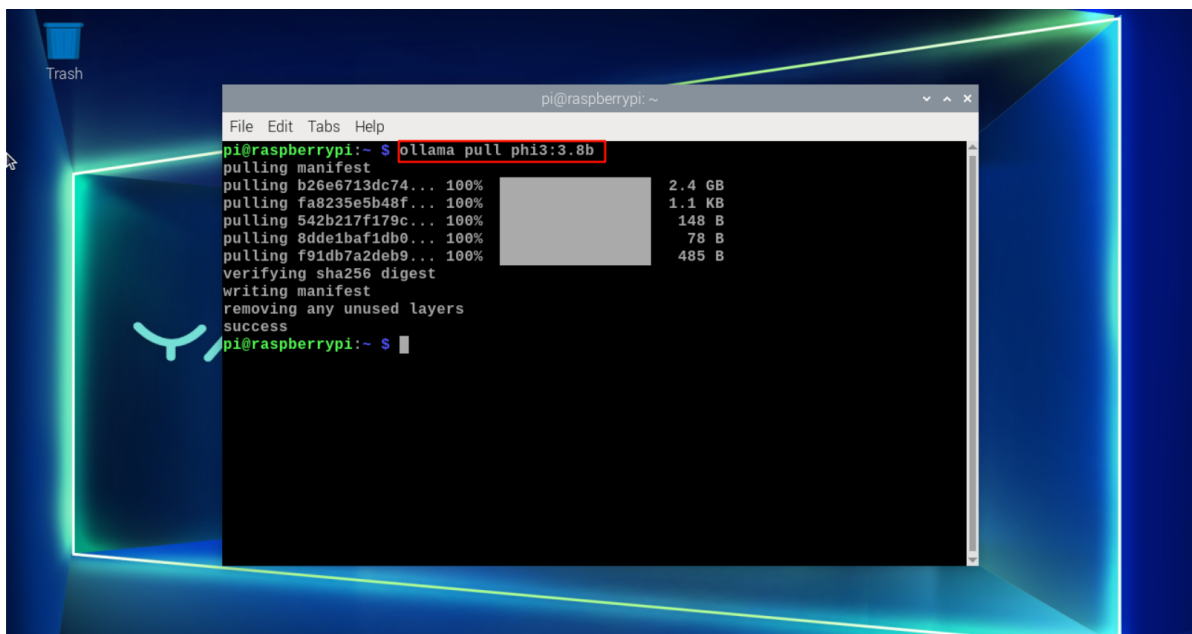 Trash
pi@raspberrypi: ~
File Edit Tabs Help
pi@raspberrypi:~ $ ollama pull phi3:3.8b
pulling manifest
pulling b26e6713dc74... 100% 2.4 GB
pulling fa8235e5b48f... 100% 1.1 KB
pulling 542b217f179c... 100% 148 B
pulling 8dde1baf1db0... 100% 78 B
pulling f91db7a2deb9... 100% 485 B
verifying sha256 digest
writing manifest
removing any unused layers
success
pi@raspberrypi:~ $